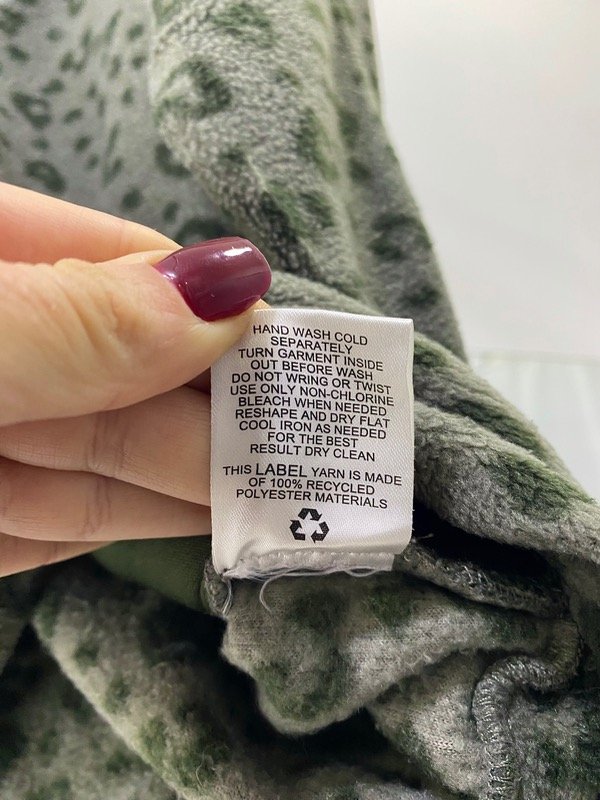 HAND WASH COLD
SEPARATELY
TURN GARMENT INSIDE
OUT BEFORE WASH
DO NOT WRING OR TWIST
USE ONLY NON-CHLORINE
BLEACH WHEN NEEDED
RESHAPE AND DRY FLAT
COOL IRON AS NEEDED
FOR THE BEST
RESULT DRY CLEAN
THIS LABEL YARN IS MADE
OF 100% RECYCLED
POLYESTER MATERIALS